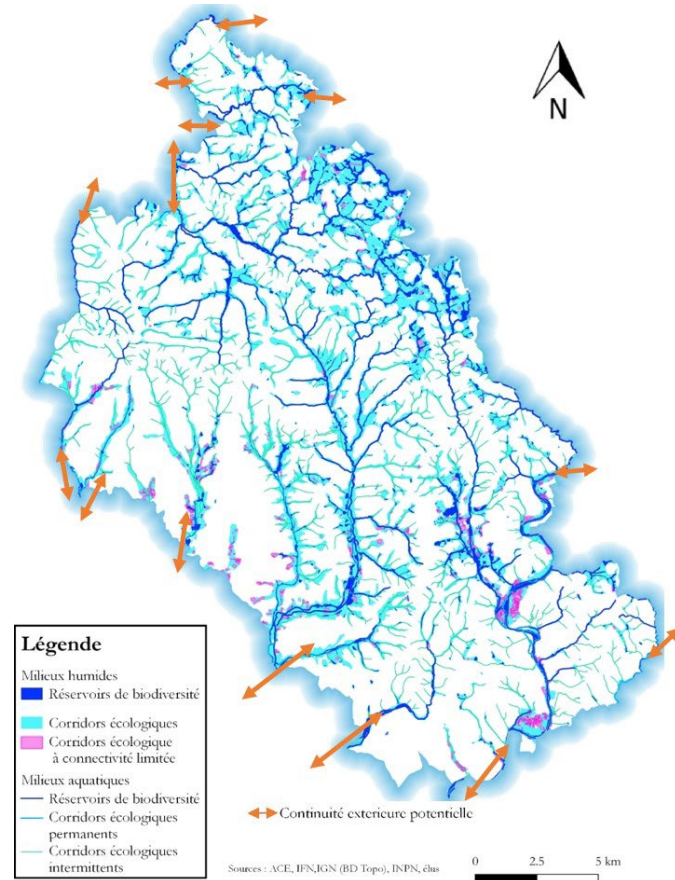 N
Légende
Milieux humides
Réservoirs de biodiversité
Corridors écologiques
Corridors écologique
à connectivité limitée
Milieux aquatiques
Réservoirs de biodiversité
Corridors écologiques
permanents
Corridors écologiques
intermittents
Continuité exterieure potentielle
Sources : ACE, IFN,IGN (BD Topo), INPN, élus
0 2.5 5 km